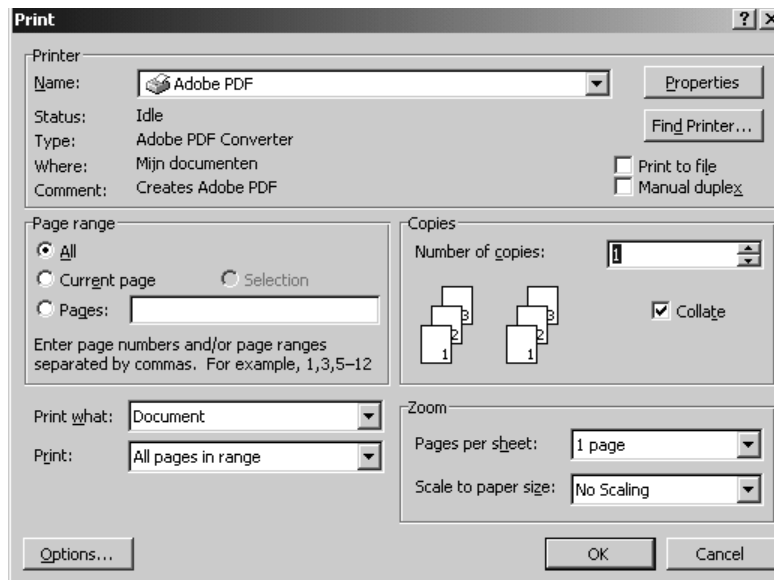 Print
Printer
Name: Adobe PDF
Properties
Status: Idle
Find Printer...
Type: Adobe PDF Converter
Where: Mijn documenten
Print to file
Comment: Creates Adobe PDF
Manual duplex
Page range
All
Current page Selection
Pages:
Enter page numbers and/or page ranges
separated by commas. For example, 1,3,5–12
Copies
Number of copies: 1
3 3
2 2
1 1
Collate
Print what: Document
Print: All pages in range
Zoom
Pages per sheet: 1 page
Scale to paper size: No Scaling
Options... OK Cancel